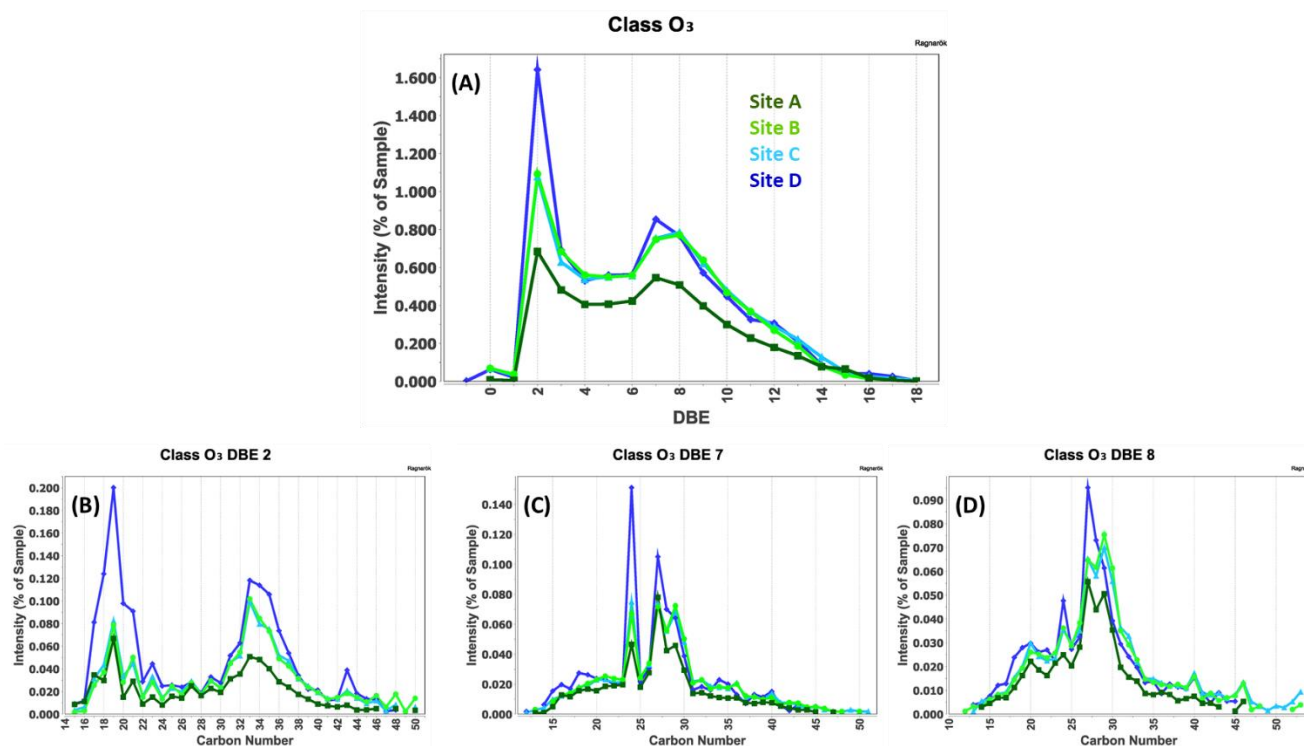 Class O₃
Ragnarök
(A)
Site A
Site B
Site C
Site D
Intensity (% of Sample)
1.600
1.400
1.200
1.000
0.800
0.600
0.400
0.200
0.000
0 2 4 6 8 10 12 14 16 18
DBE
Class O₃ DBE 2
Ragnarök
(B)
Intensity (% of Sample)
0.200
0.180
0.160
0.140
0.120
0.100
0.080
0.060
0.040
0.020
0.000
14 16 18 20 22 24 26 28 30 32 34 36 38 40 42 44 46 48 50
Carbon Number
Class O₃ DBE 7
Ragnarök
(C)
Intensity (% of Sample)
0.140
0.120
0.100
0.080
0.060
0.040
0.020
0.000
20 25 30 35 40 45 50
Carbon Number
Class O₃ DBE 8
Ragna
(D)
Intensity (% of Sample)
0.090
0.080
0.070
0.060
0.050
0.040
0.030
0.020
0.010
0.000
10 15 20 25 30 35 40 45 50
Carbon Number